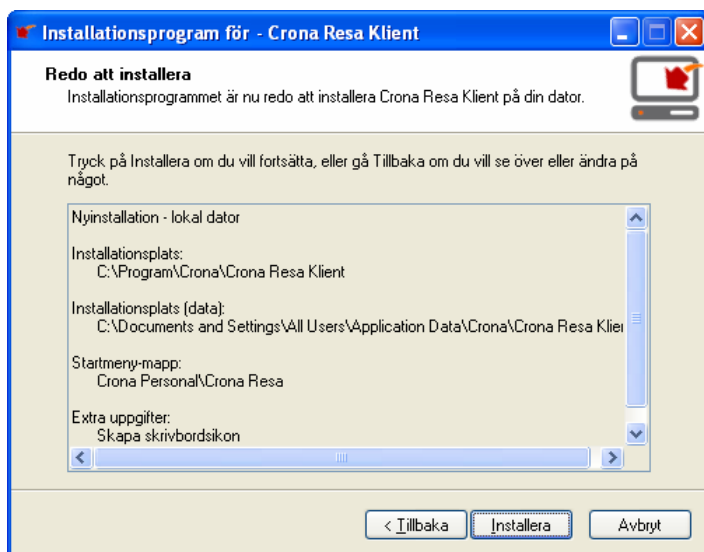 Installationsprogram för - Crona Resa Klient
Redo att installera
Installationsprogrammet är nu redo att installera Crona Resa Klient på din dator.
Tryck på Installera om du vill fortsätta, eller gå Tillbaka om du vill se över eller ändra på
något.
Nyinstallation - lokal dator
Installationsplats:
C:\Program\Crona\Crona Resa Klient
Installationsplats (data):
C:\Documents and Settings\All Users\Application Data\Crona\Crona Resa Klier
Startmeny-mapp:
Crona Personal\Crona Resa
Extra uppgifter:
Skapa skrivbordsikon
< Tillbaka
Installera
Avbryt